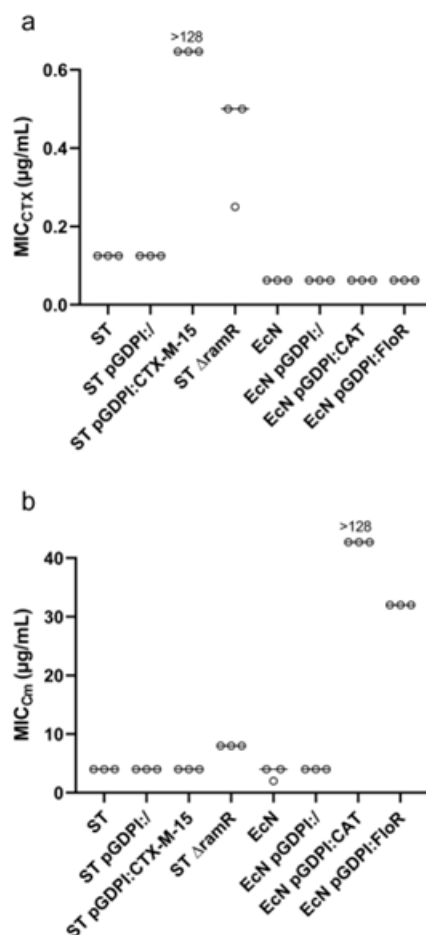 a
MIC_CTX (µg/mL)
0.6
0.4
0.2
0.0
>128
ST
ST pGDPI:/
ST pGDPI:CTX-M-15
ST ΔramR
EcN
EcN pGDPI:/
EcN pGDPI:CAT
EcN pGDPI:FloR
b
MIC_Cm (µg/mL)
40
30
20
10
0
>128
ST
ST pGDPI:/
ST pGDPI:CTX-M-15
ST ΔramR
EcN
EcN pGDPI:/
EcN pGDPI:CAT
EcN pGDPI:FloR